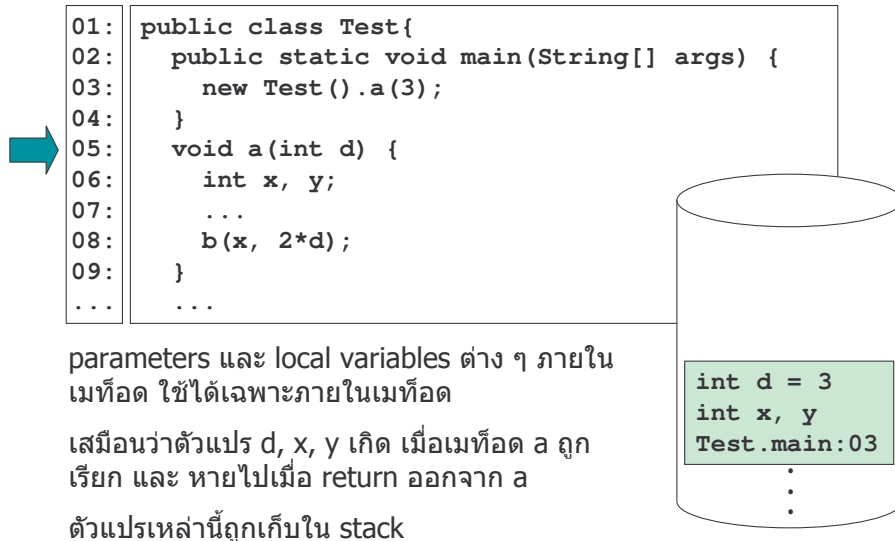 01: public class Test{
02:   public static void main(String[] args) {
03:     new Test().a(3);
04:   }
05:   void a(int d) {
06:     int x, y;
07:     ...
08:     b(x, 2*d);
09:   }
...   ...
parameters และ local variables ต่าง ๆ ภายใน
เมท็อด ใช้ได้เฉพาะภายในเมท็อด
เสมือนว่าตัวแปร d, x, y เกิด เมื่อเมท็อด a ถูก
เรียก และ หายไปเมื่อ return ออกจาก a
ตัวแปรเหล่านี้ถูกเก็บใน stack
int d = 3
int x, y
Test.main:03
.
.
.